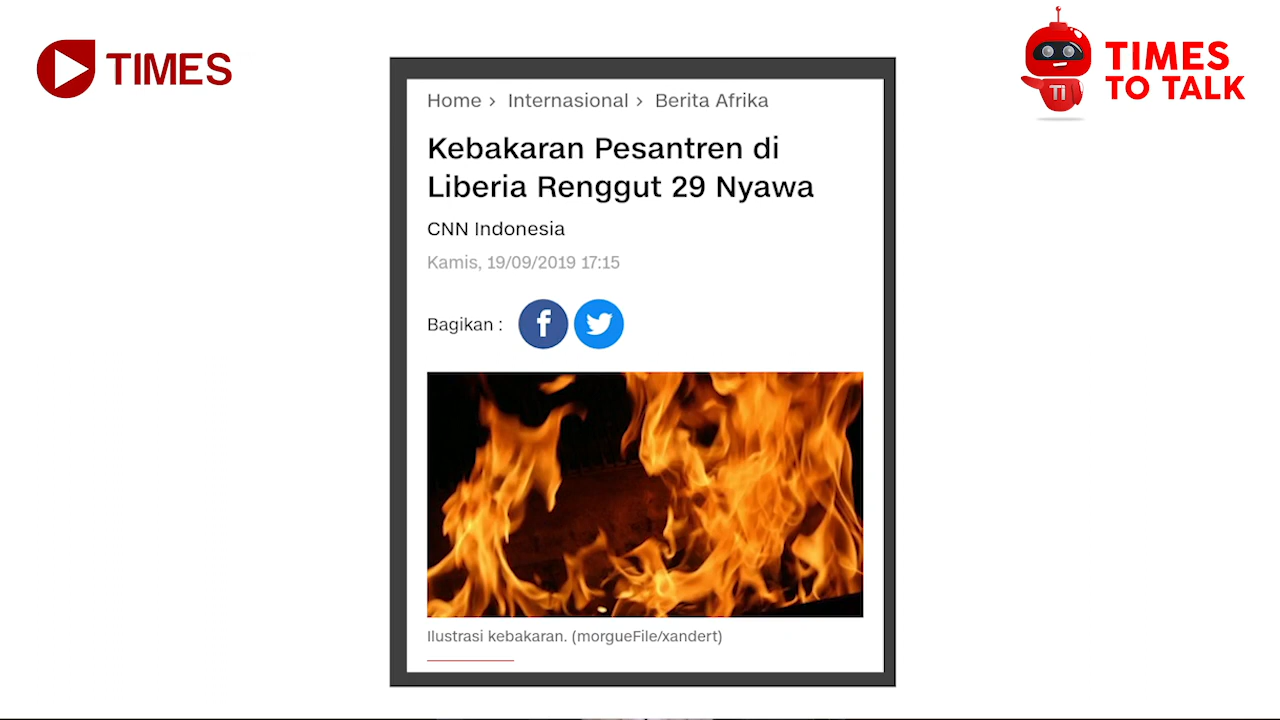 TIMES
TIMES
TO TALK
TI
Home › Internasional › Berita Afrika
Kebakaran Pesantren di
Liberia Renggut 29 Nyawa
CNN Indonesia
Kamis, 19/09/2019 17:15
Bagikan :
Ilustrasi kebakaran. (morgueFile/xandert)